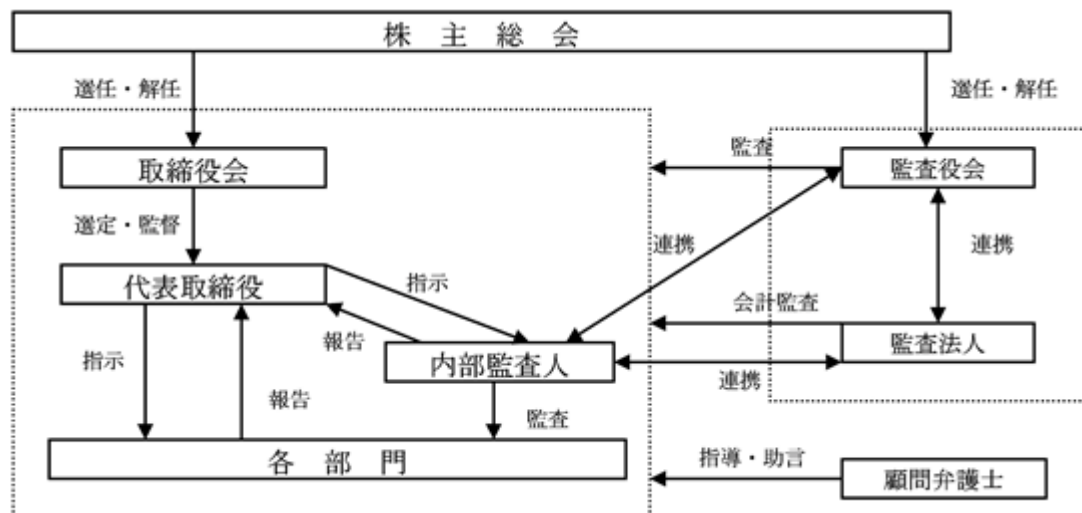 株主総会
選任・解任
選任・解任
取締役会
監査
監査役会
選定・監督
連携
連携
代表取締役
指示
会計監査
報告
監査法人
指示
内部監査人
連携
報告
監査
各部門
指導・助言
顧問弁護士